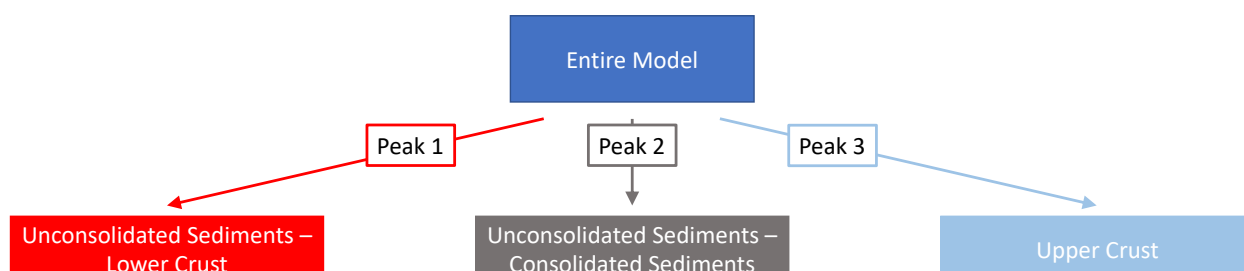 Entire Model
Peak 1
Peak 2
Peak 3
Unconsolidated Sediments –
Lower Crust
Unconsolidated Sediments –
Consolidated Sediments
Upper Crust